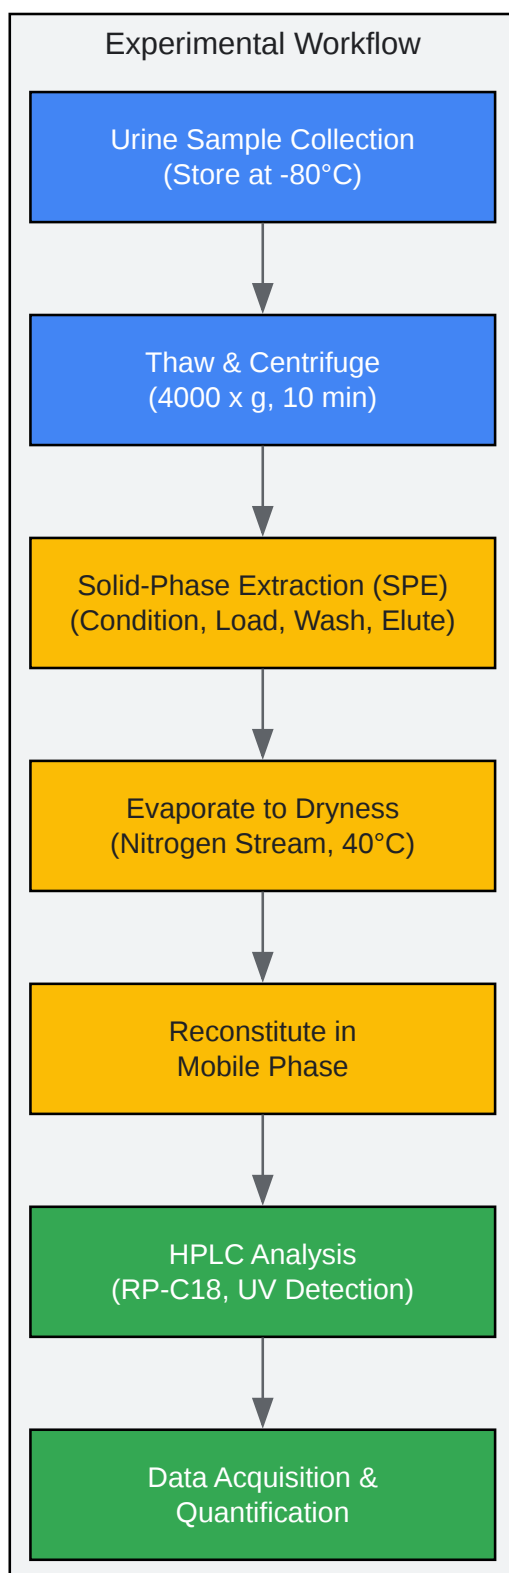 Experimental Workflow
Urine Sample Collection
(Store at -80°C)
Thaw & Centrifuge
(4000 x g, 10 min)
Solid-Phase Extraction (SPE)
(Condition, Load, Wash, Elute)
Evaporate to Dryness
(Nitrogen Stream, 40°C)
Reconstitute in
Mobile Phase
HPLC Analysis
(RP-C18, UV Detection)
Data Acquisition &
Quantification